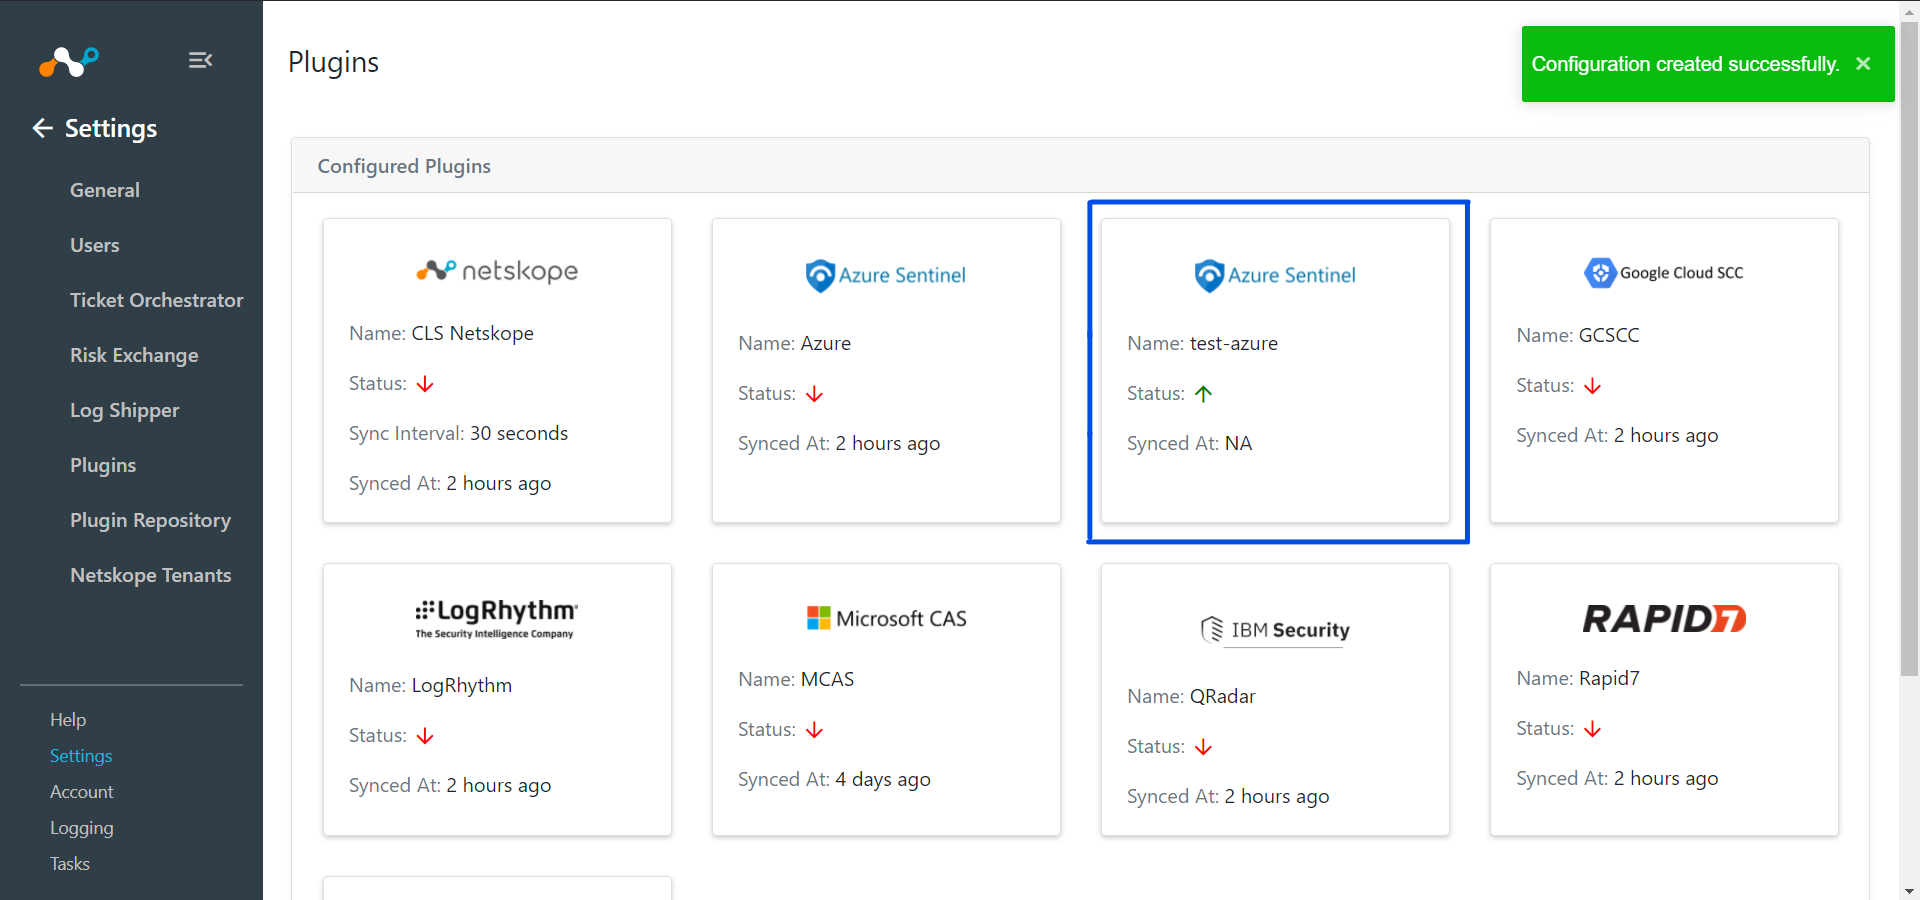 Settings
General
Users
Ticket Orchestrator
Risk Exchange
Log Shipper
Plugins
Plugin Repository
Netskope Tenants
Help
Settings
Account
Logging
Tasks
Plugins
Configuration created successfully. ×
Configured Plugins
netskope
Name: CLS Netskope
Status:
Sync Interval: 30 seconds
Synced At: 2 hours ago
Azure Sentinel
Name: Azure
Status:
Synced At: 2 hours ago
Azure Sentinel
Name: test-azure
Status:
Synced At: NA
Google Cloud SCC
Name: GCSCC
Status:
Synced At: 2 hours ago
LogRhythm
The Security Intelligence Company
Name: LogRhythm
Status:
Synced At: 2 hours ago
Microsoft CAS
Name: MCAS
Status:
Synced At: 4 days ago
IBM Security
Name: QRadar
Status:
Synced At: 2 hours ago
RAPID7
Name: Rapid7
Status:
Synced At: 2 hours ago